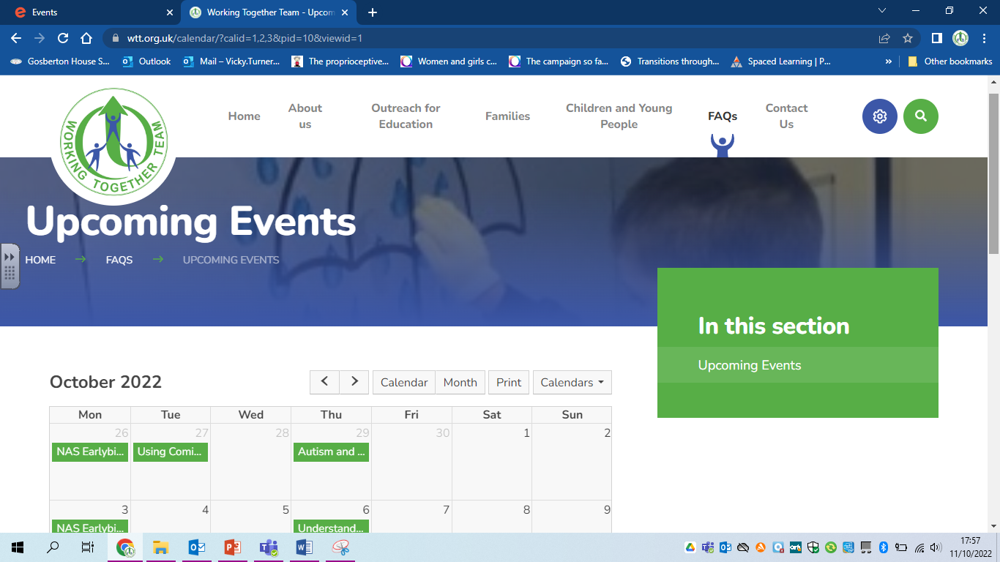 Events
Working Together Team - Upcom
wtt.org.uk/calendar/?calid=1,2,3&pid=10&viewid=1
Gosberton House S...
Outlook
Mail – Vicky.Turner...
The proprioceptive...
Women and girls c...
The campaign so fa...
Transitions through...
Spaced Learning | P...
»
Other bookmarks
WORKING TOGETHER TEAM
Home
About
us
Outreach for
Education
Families
Children and Young
People
FAQs
Contact
Us
Upcoming Events
HOME → FAQS → UPCOMING EVENTS
In this section
Upcoming Events
October 2022
Calendar
Month
Print
Calendars
Mon Tue Wed Thu Fri Sat Sun
26 27 28 29 30 1 2
NAS Earlybi... Using Comi... Autism and ...
3 4 5 6 7 8 9
NAS Earlybi... Understand...
17:57
11/10/2022